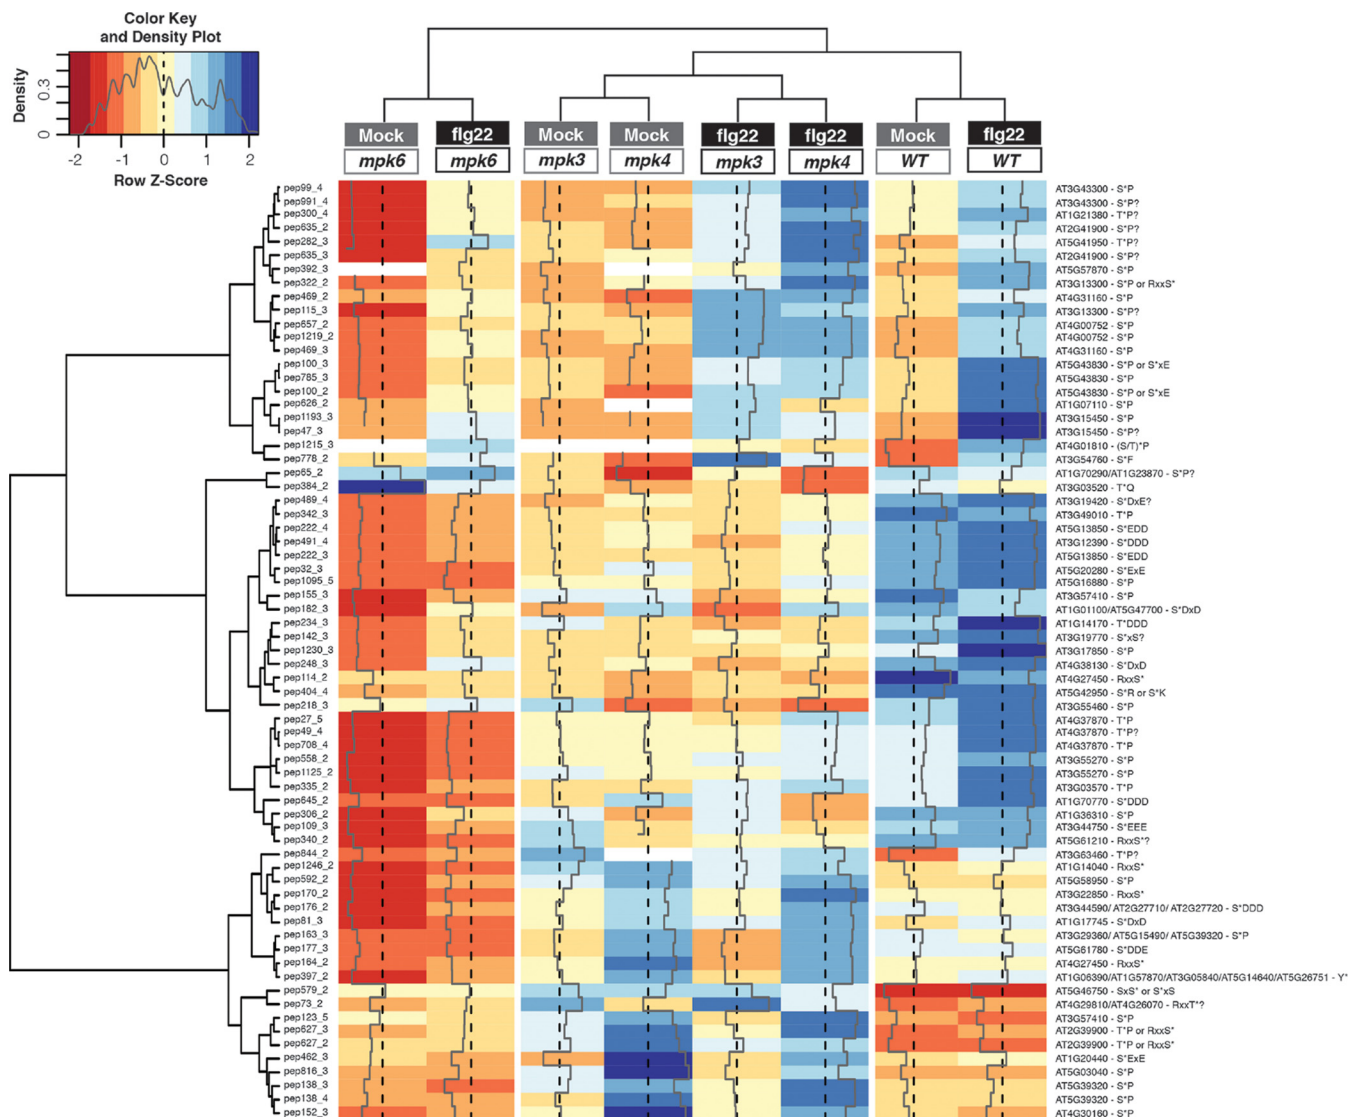 Color Key
and Density Plot
Density
0.3
0
-2 -1 0 1 2
Row Z-Score
Mock flg22 Mock Mock flg22 flg22 Mock flg22
mpk6 mpk6 mpk3 mpk4 mpk3 mpk4 WT WT
pep99_4 AT3G43300 - S*P
pep991_4 AT3G43300 - S*P?
pep300_4 AT1G21380 - T*P?
pep635_2 AT2G41900 - S*P?
pep282_3 AT5G41950 - T*P?
pep635_3 AT2G41900 - S*P?
pep392_3 AT5G57870 - S*P
pep322_2 AT3G13300 - S*P or RxxS*
pep469_2 AT4G31160 - S*P
pep115_3 AT3G13300 - S*P?
pep657_2 AT4G00752 - S*P
pep1219_2 AT4G00752 - S*P
pep469_3 AT4G31160 - S*P
pep100_3 AT5G43830 - S*P or S*xE
pep785_3 AT5G43830 - S*P
pep100_2 AT5G43830 - S*P or S*xE
pep626_2 AT1G07110 - S*P
pep1193_3 AT3G15450 - S*P
pep47_3 AT3G15450 - S*P?
pep1215_3 AT4G01810 - (S/T)*P
pep778_2 AT3G54760 - S*F
pep65_2 AT1G70290/AT1G23870 - S*P?
pep384_2 AT3G03520 - T*Q
pep489_4 AT3G19420 - S*DxE?
pep342_3 AT3G49010 - T*P
pep222_4 AT5G13850 - S*EDD
pep491_4 AT3G12390 - S*DDD
pep222_3 AT5G13850 - S*EDD
pep32_3 AT5G20280 - S*ExE
pep1095_5 AT5G16880 - S*P
pep155_3 AT3G57410 - S*P
pep182_3 AT1G01100/AT5G47700 - S*DxD
pep234_3 AT1G14170 - T*DDD
pep142_3 AT3G19770 - S*xS?
pep1230_3 AT3G17850 - S*P
pep248_3 AT4G38130 - S*DxD
pep114_2 AT4G27450 - RxxS*
pep404_4 AT5G42950 - S*R or S*K
pep218_3 AT3G55460 - S*P
pep27_5 AT4G37870 - T*P
pep49_4 AT4G37870 - T*P?
pep708_4 AT4G37870 - T*P
pep558_2 AT3G55270 - S*P
pep1125_2 AT3G55270 - S*P
pep335_2 AT3G03570 - T*P
pep645_2 AT1G70770 - S*DDD
pep306_2 AT1G36310 - S*P
pep109_3 AT3G44750 - S*EEE
pep340_2 AT5G61210 - RxxS*?
pep844_2 AT3G63460 - T*P?
pep1246_2 AT1G14040 - RxxS*
pep592_2 AT5G58950 - S*P
pep170_2 AT3G22850 - RxxS*
pep176_2 AT3G44590/ AT2G27710/ AT2G27720 - S*DDD
pep81_3 AT1G17745 - S*DxD
pep163_3 AT3G29360/ AT5G15490/ AT5G39320 - S*P
pep177_3 AT5G61780 - S*DDE
pep164_2 AT4G27450 - RxxS*
pep397_2 AT1G06390/AT1G57870/AT3G05840/AT5G14640/AT5G26751 - Y*
pep579_2 AT5G46750 - SxS* or S*xS
pep73_2 AT4G29810/AT4G26070 - RxxT*?
pep123_5 AT3G57410 - S*P
pep627_3 AT2G39900 - T*P or RxxS*
pep627_2 AT2G39900 - T*P or RxxS*
pep462_3 AT1G20440 - S*ExE
pep816_3 AT5G03040 - S*P
pep138_3 AT5G39320 - S*P
pep138_4 AT5G39320 - S*P
pep152_3 AT4G30160 - S*P